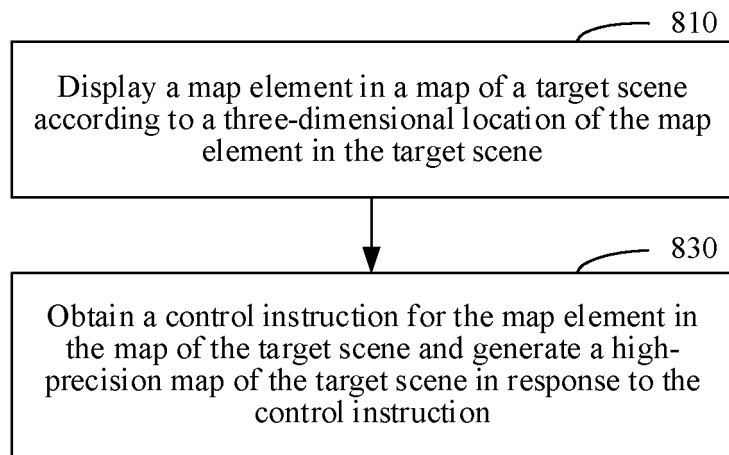 810
Display a map element in a map of a target scene
according to a three-dimensional location of the map
element in the target scene
830
Obtain a control instruction for the map element in
the map of the target scene and generate a high-
precision map of the target scene in response to the
control instruction